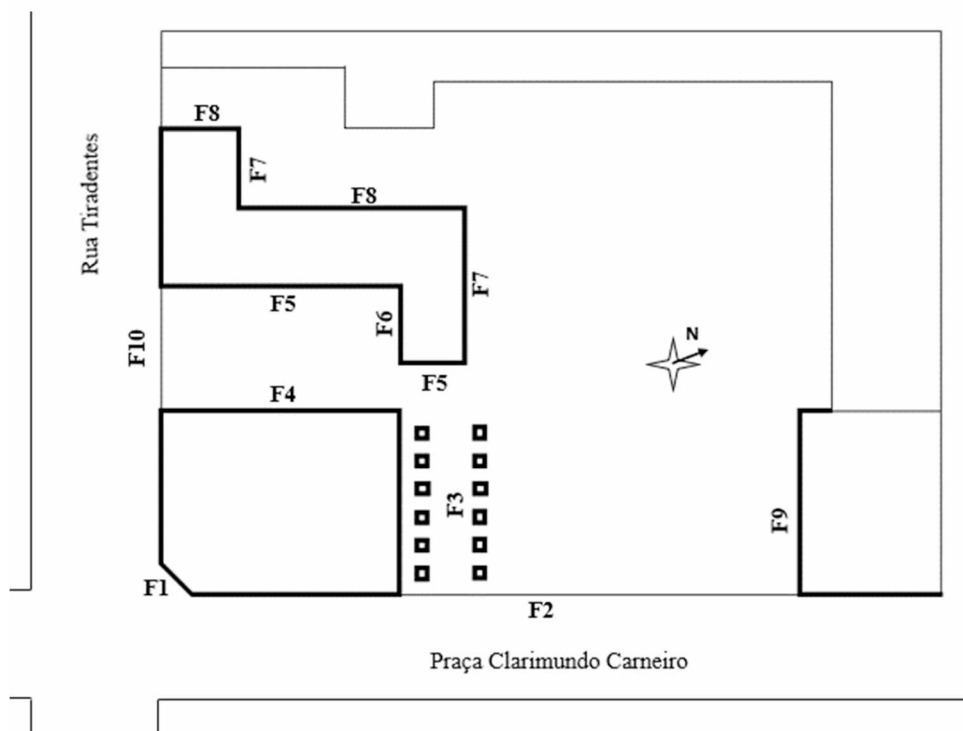 F8
Rua Tiradentes
F7
F8
F7
F5
F6
N
F10
F5
F4
F3
F9
F1
F2
Praça Clarimundo Carneiro